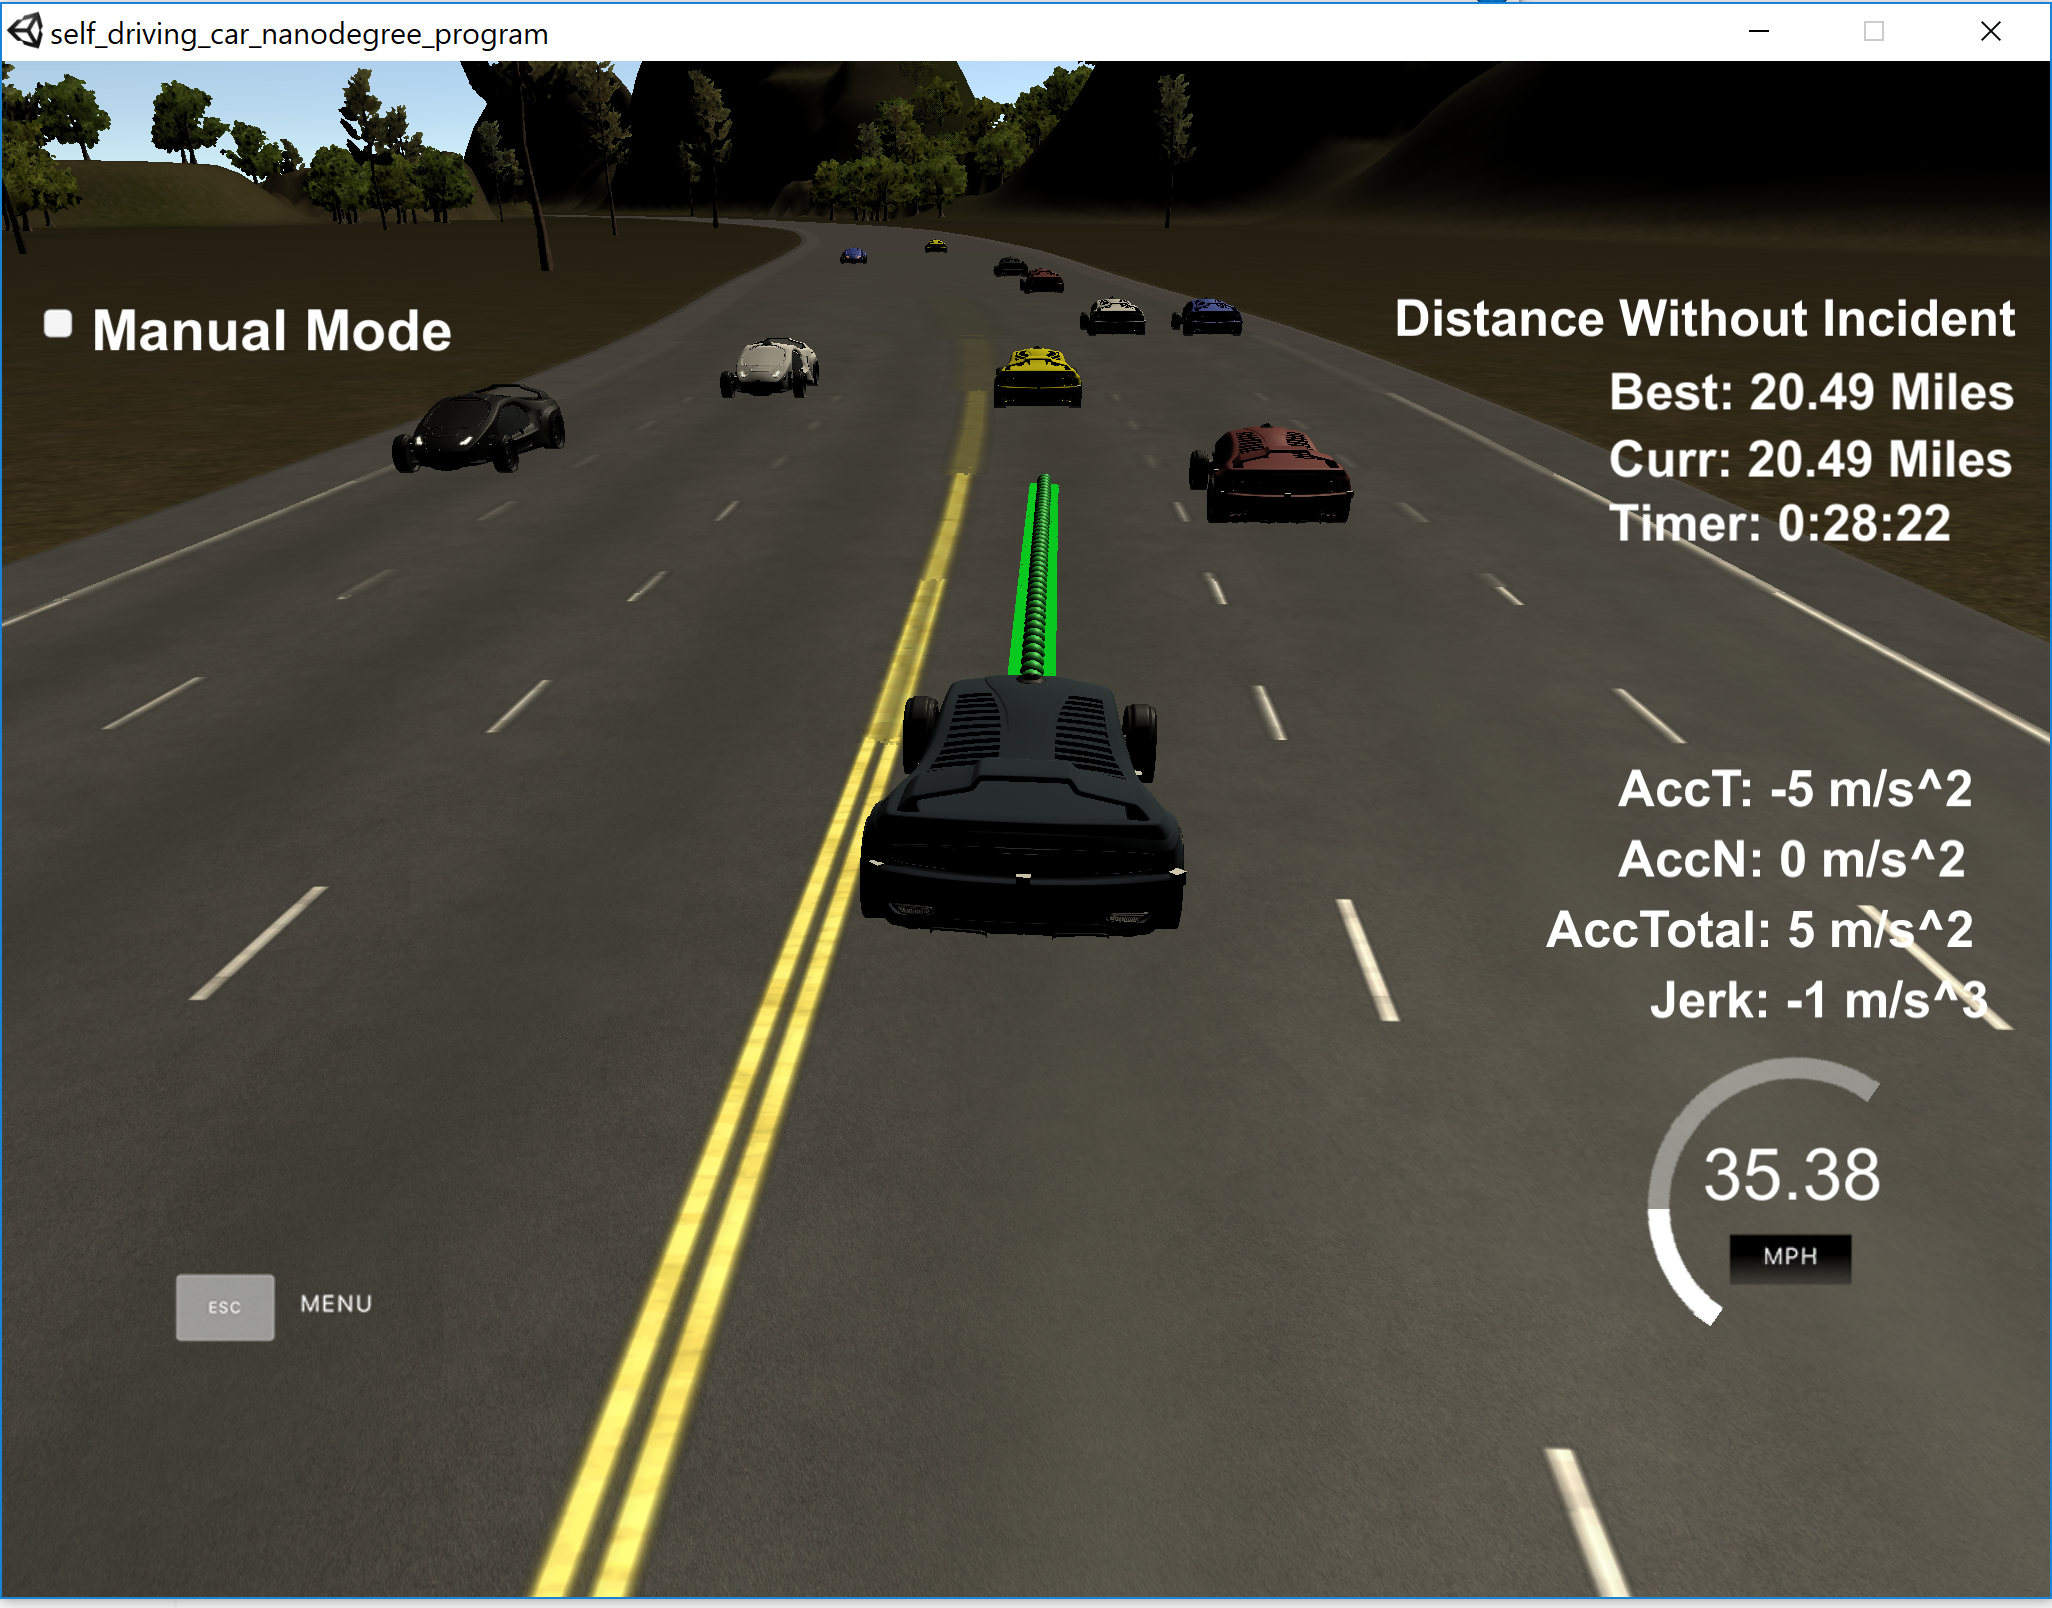 self_driving_car_nanodegree_program
Manual Mode
Distance Without Incident
Best: 20.49 Miles
Curr: 20.49 Miles
Timer: 0:28:22
AccT: -5 m/s^2
AccN: 0 m/s^2
AccTotal: 5 m/s^2
Jerk: -1 m/s^3
35.38
MPH
ESC MENU